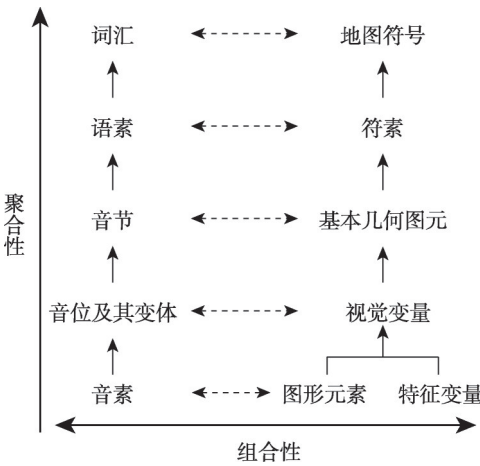 词汇 地图符号
语素 符素
音节 基本几何图元
音位及其变体 视觉变量
音素 图形元素 特征变量
聚合性
组合性